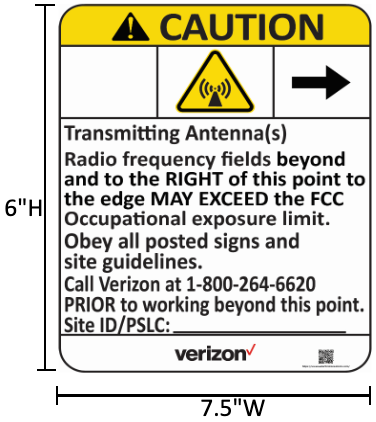 CAUTION
Transmitting Antenna(s)
Radio frequency fields beyond
and to the RIGHT of this point to
the edge MAY EXCEED the FCC
Occupational exposure limit.
Obey all posted signs and
site guidelines.
Call Verizon at 1-800-264-6620
PRIOR to working beyond this point.
Site ID/PSLC:
verizon
6"H
7.5"W